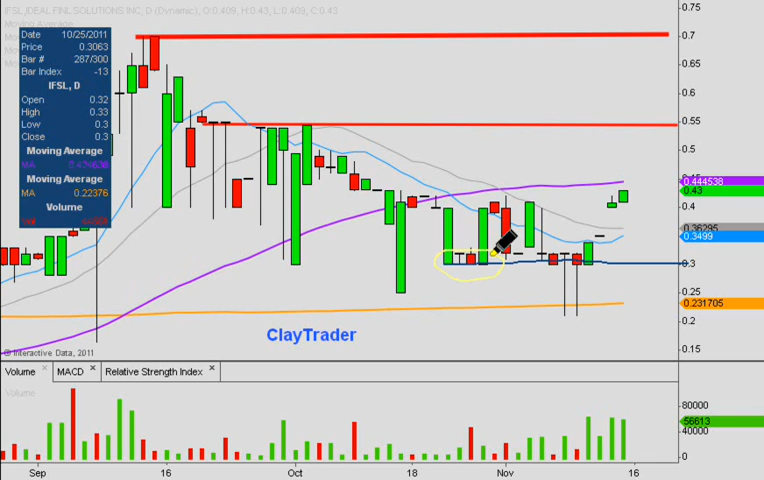 IFSL,IDEAL FINL SOLUTIONS INC, D (Dynamic), O:0.409, H:0.43, L:0.409, C:0.43
Moving Average
Date 10/25/2011
Price 0.3063
Bar # 287/300
Bar Index -13
IFSL, D
Open 0.32
High 0.33
Low 0.3
Close 0.3
Moving Average
MA
Moving Average
MA 0.22376
Volume
0.75
0.7
0.65
0.6
0.55
0.5
0.444538
0.43
0.4
0.36295
0.3499
0.3
0.25
0.231705
0.2
0.15
ClayTrader
© Interactive Data, 2011
Volume × MACD × Relative Strength Index ×
Volume
80000
56613
40000
0
Sep 16 Oct 18 Nov 16